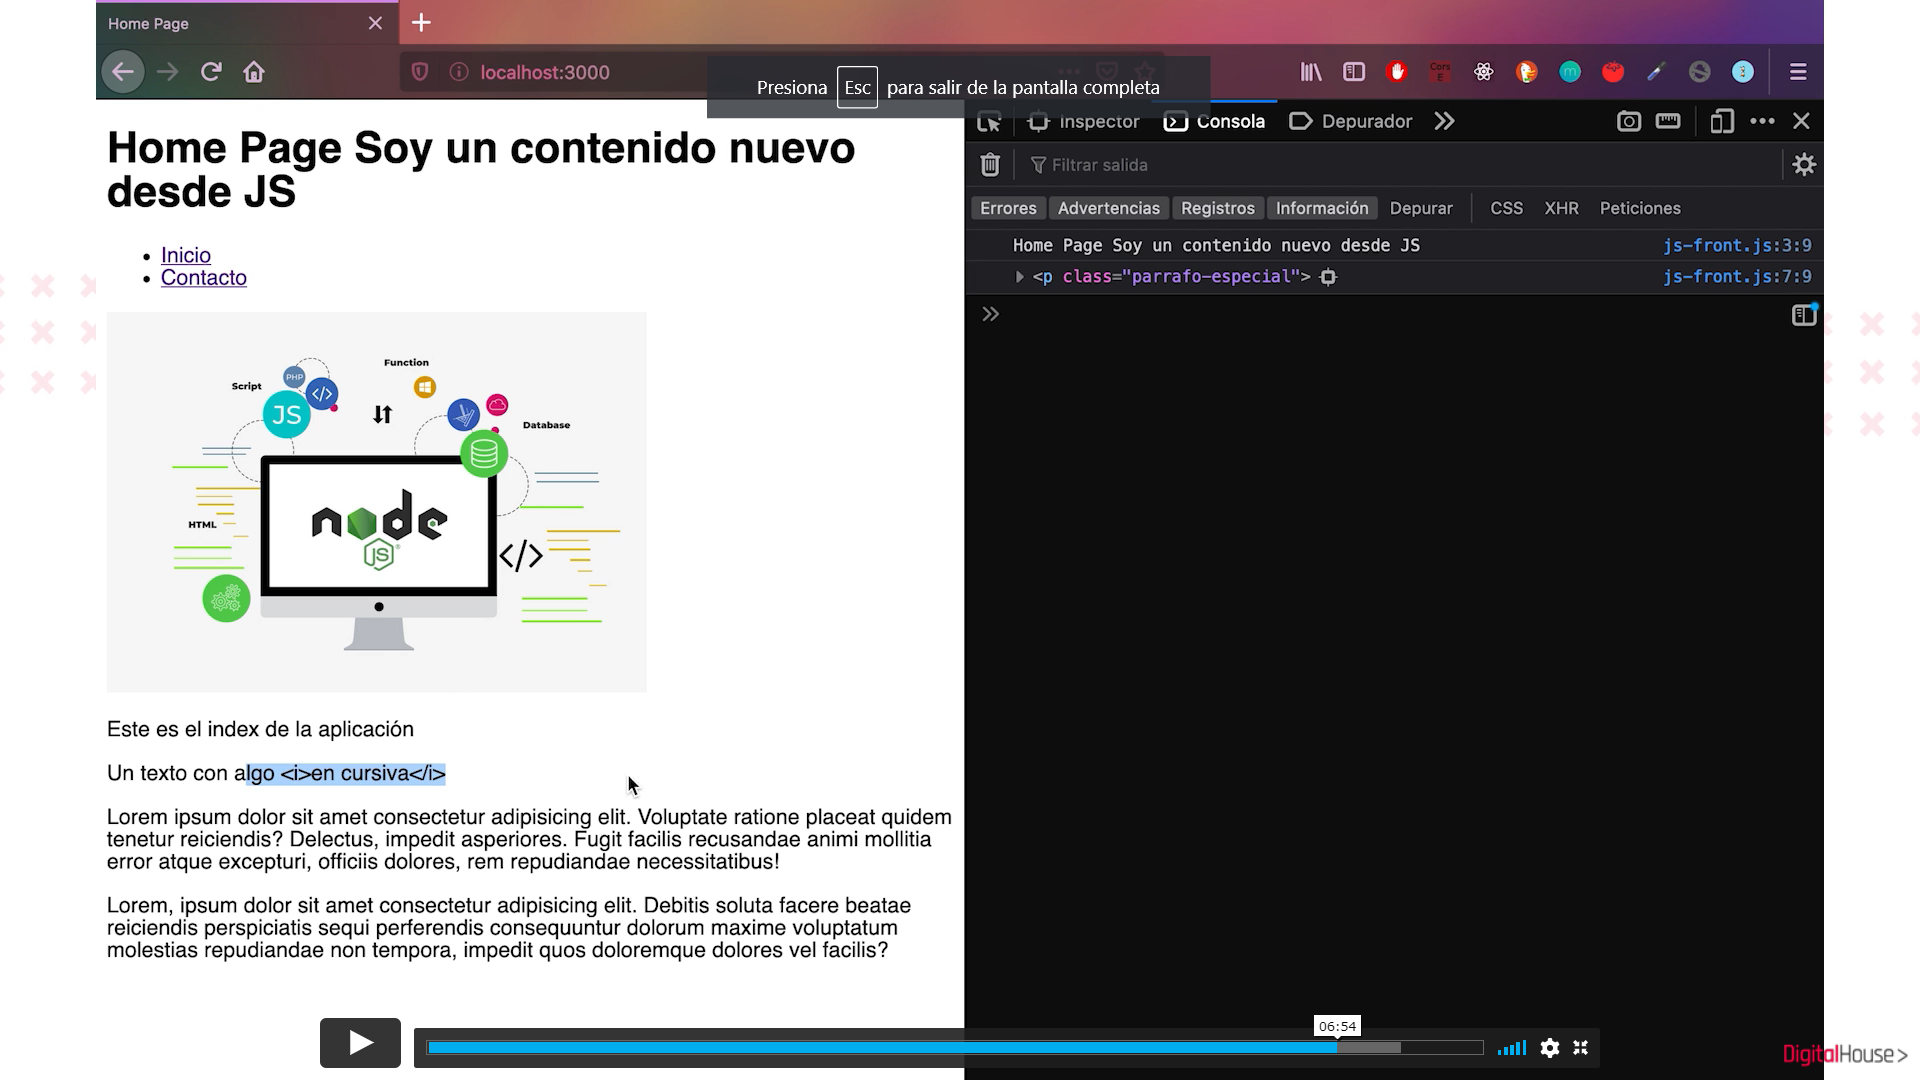 Home Page
localhost:3000
Cors
E
Presiona Esc para salir de la pantalla completa
Inspector
Consola
Depurador
Filtrar salida
Errores
Advertencias
Registros
Información
Depurar
CSS
XHR
Peticiones
Home Page Soy un contenido nuevo desde JS js-front.js:3:9
<p class="parrafo-especial"> js-front.js:7:9
Home Page Soy un contenido nuevo
desde JS
Inicio
Contacto
Function
Script
PHP
</>
JS
Database
HTML
node
JS
</>
Este es el index de la aplicación
Un texto con algo <i>en cursiva</i>
Lorem ipsum dolor sit amet consectetur adipisicing elit. Voluptate ratione placeat quidem
tenetur reiciendis? Delectus, impedit asperiores. Fugit facilis recusandae animi mollitia
error atque excepturi, officiis dolores, rem repudiandae necessitatibus!
Lorem, ipsum dolor sit amet consectetur adipisicing elit. Debitis soluta facere beatae
reiciendis perspiciatis sequi perferendis consequuntur dolorum maxime voluptatum
molestias repudiandae non tempora, impedit quos doloremque dolores vel facilis?
06:54
DigitalHouse>